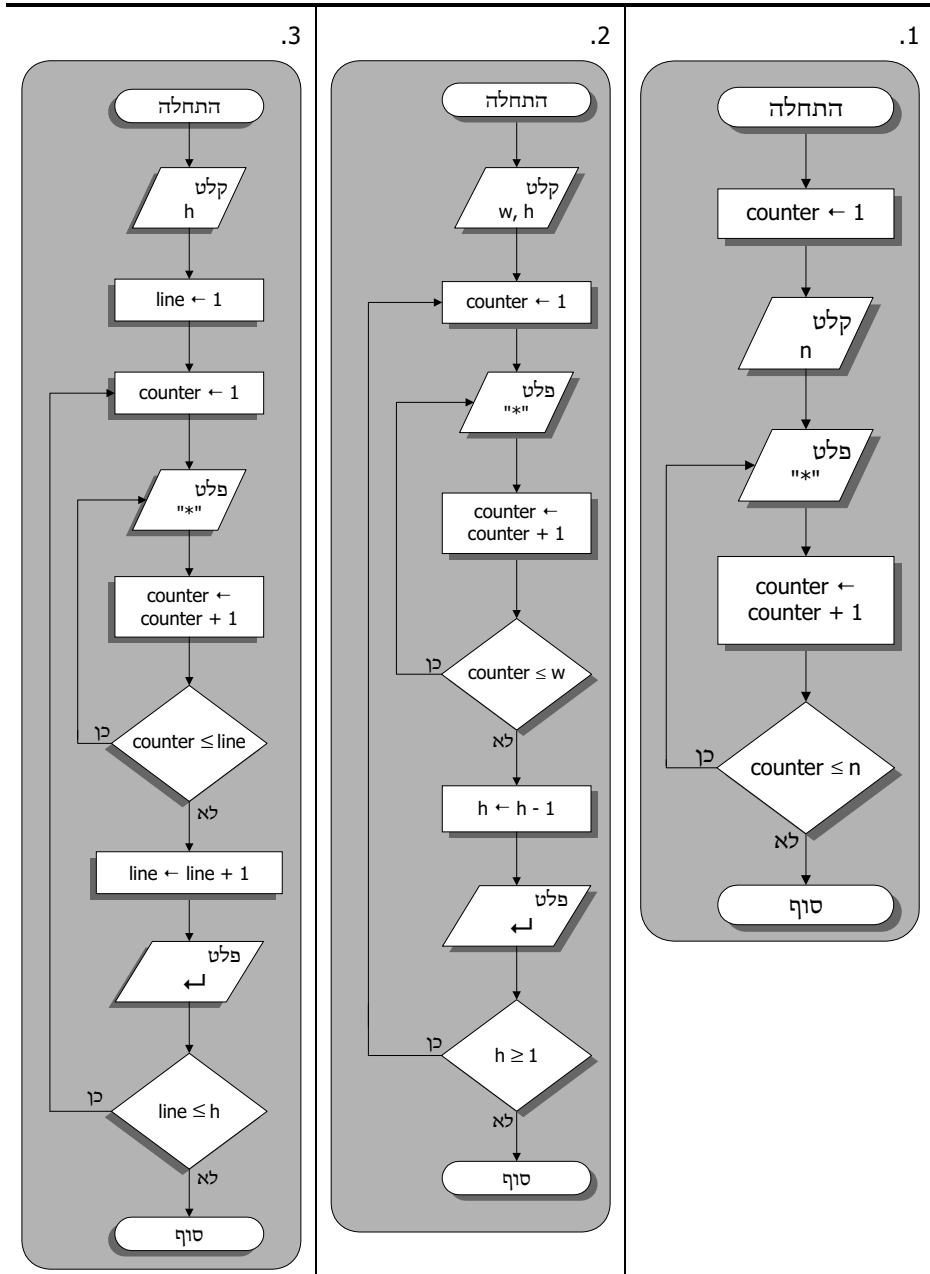 .1
התחלה
counter ← 1
קלט
n
פלט
"*"
counter ←
counter + 1
counter ≤ n
כן
לא
סוף
.2
התחלה
קלט
w, h
counter ← 1
פלט
"*"
counter ←
counter + 1
counter ≤ w
כן
לא
h ← h - 1
פלט
↵
h ≥ 1
כן
לא
סוף
.3
התחלה
קלט
h
line ← 1
counter ← 1
פלט
"*"
counter ←
counter + 1
counter ≤ line
כן
לא
line ← line + 1
פלט
↵
line ≤ h
כן
לא
סוף